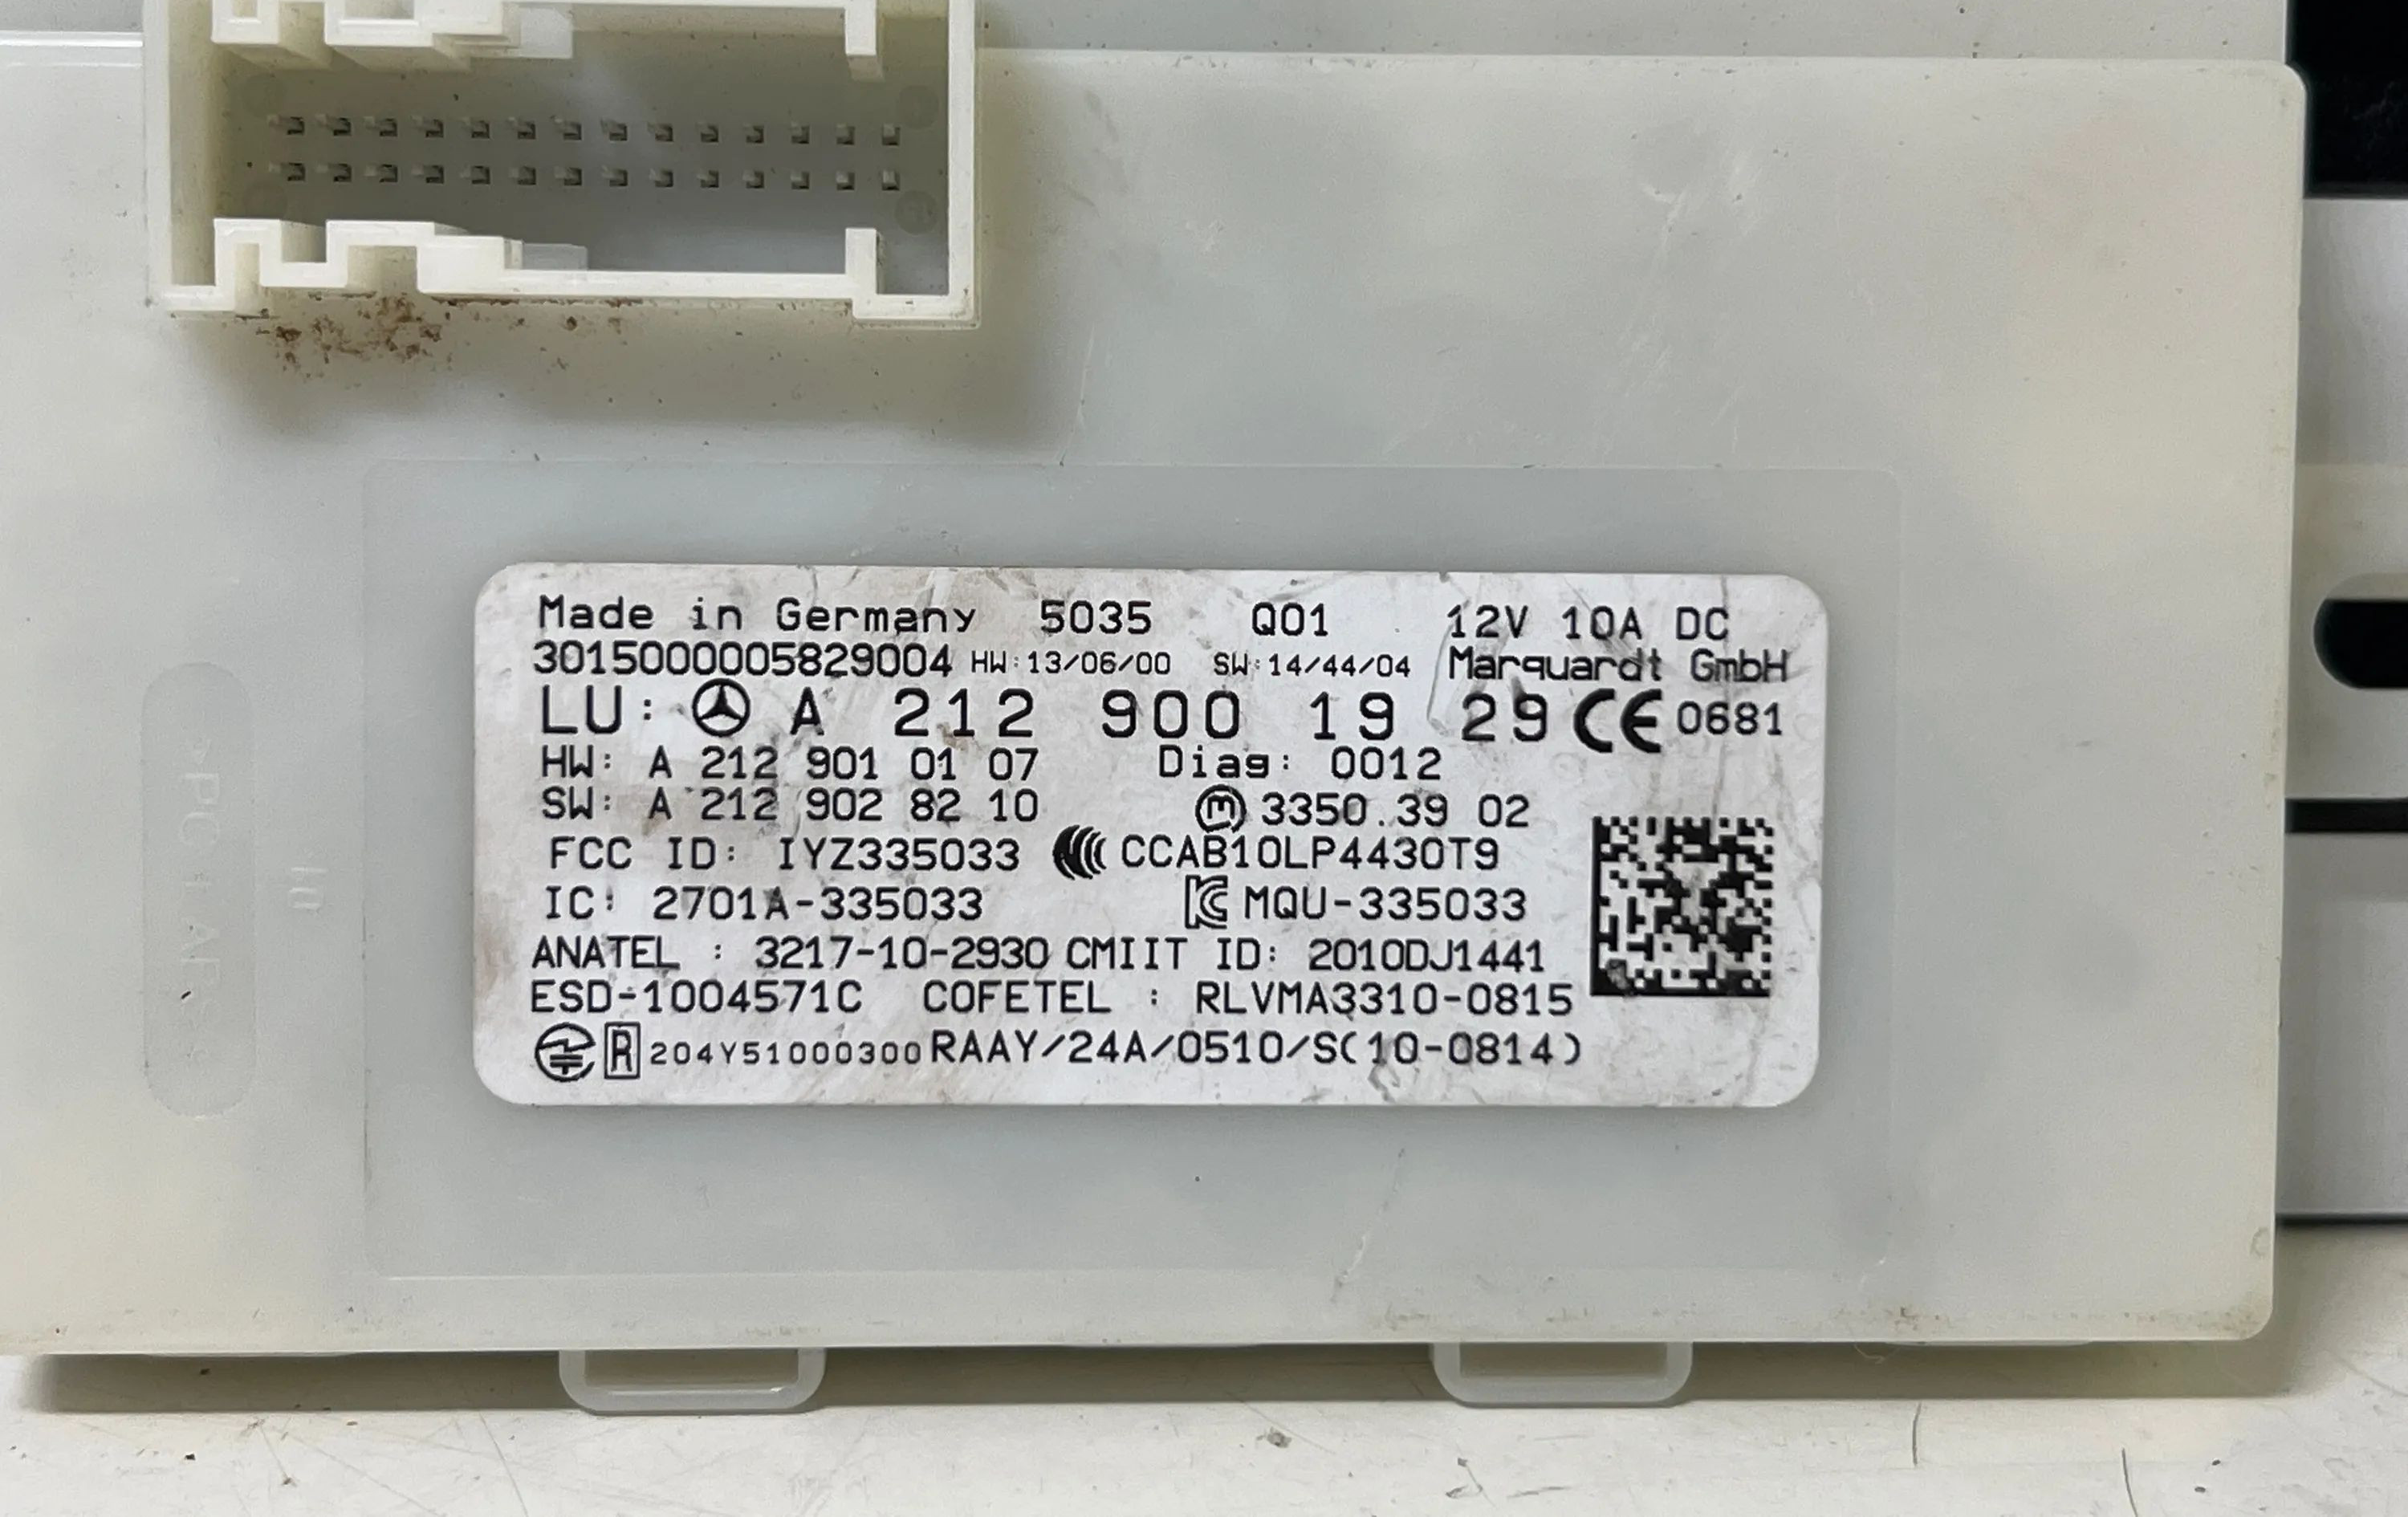 Made in Germany 5035 Q01 12V 10A DC
3015000005829004 HW:13/06/00 SW:14/44/04 Marquardt GmbH
LU: A 212 900 19 29 CE 0681
HW: A 212 901 01 07 Diag: 0012
SW: A 212 902 82 10 M 3350.39 02
FCC ID: IYZ335033 CCAB10LP4430T9
IC: 2701A-335033 MQU-335033
ANATEL : 3217-10-2930 CMIIT ID: 2010DJ1441
ESD-1004571C COFETEL : RLVMA3310-0815
R 204Y51000300 RAAY/24A/0510/S(10-0814)